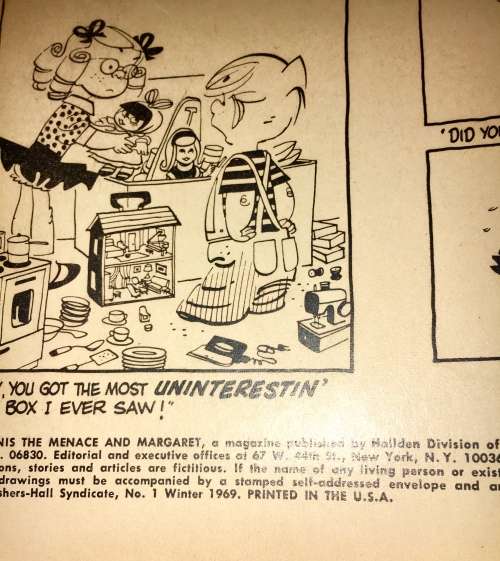 "DID YO
, YOU GOT THE MOST UNINTERESTIN'
BOX I EVER SAW!"
NIS THE MENACE AND MARGARET, a magazine published by Hallden Division of
. 06830. Editorial and executive offices at 67 W. 44th St., New York, N. Y. 10036
ons, stories and articles are fictitious. If the name of any living person or exist
drawings must be accompanied by a stamped self-addressed envelope and
shers-Hall Syndicate, No. 1 Winter 1969. PRINTED IN THE U.S.A.